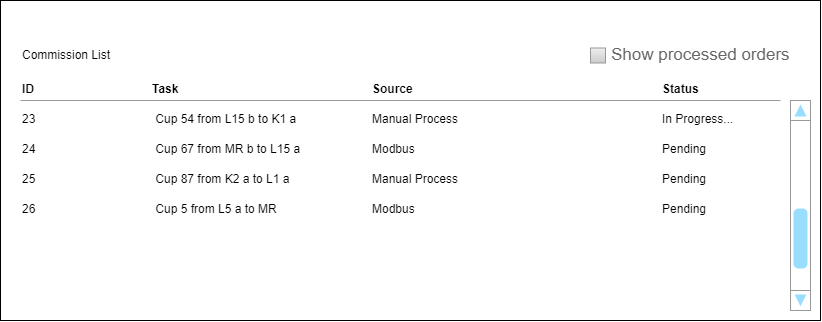 Commission List
Show processed orders
ID Task Source Status
23 Cup 54 from L15 b to K1 a Manual Process In Progress...
24 Cup 67 from MR b to L15 a Modbus Pending
25 Cup 87 from K2 a to L1 a Manual Process Pending
26 Cup 5 from L5 a to MR Modbus Pending